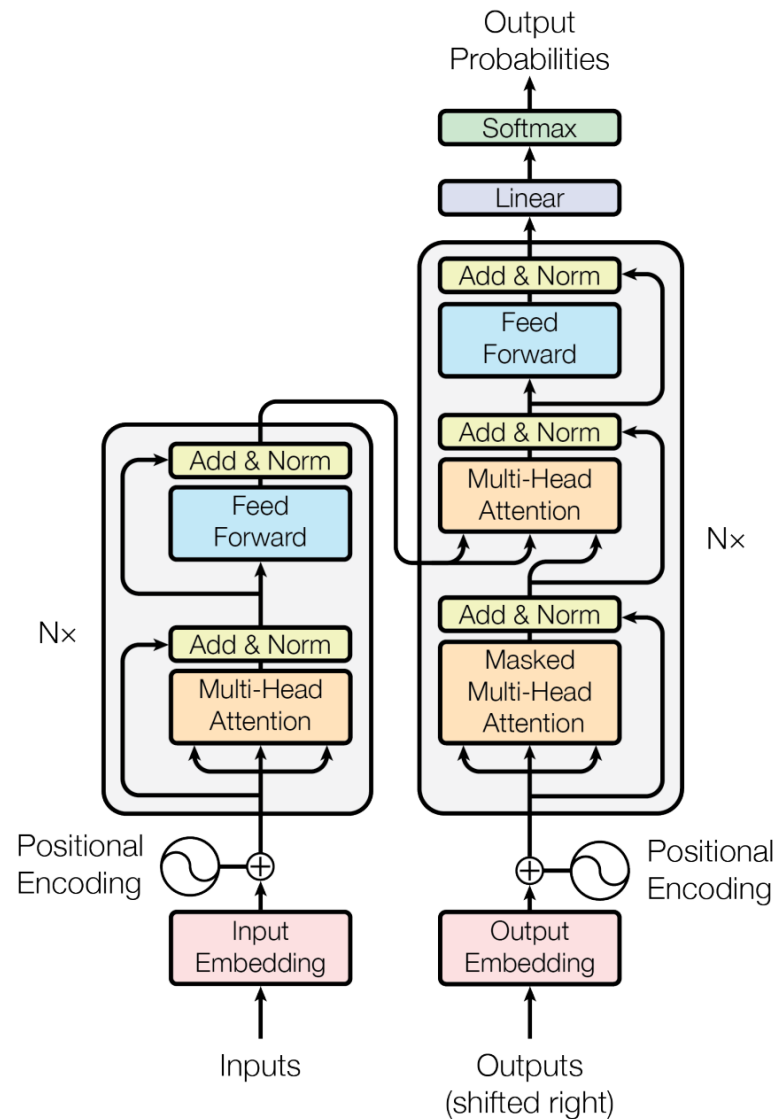 Output
Probabilities
Softmax
Linear
Add & Norm
Feed
Forward
Add & Norm
Multi-Head
Attention
Add & Norm
Masked
Multi-Head
Attention
N×
Add & Norm
Feed
Forward
Add & Norm
Multi-Head
Attention
N×
Positional
Encoding
Positional
Encoding
Input
Embedding
Output
Embedding
Inputs
Outputs
(shifted right)